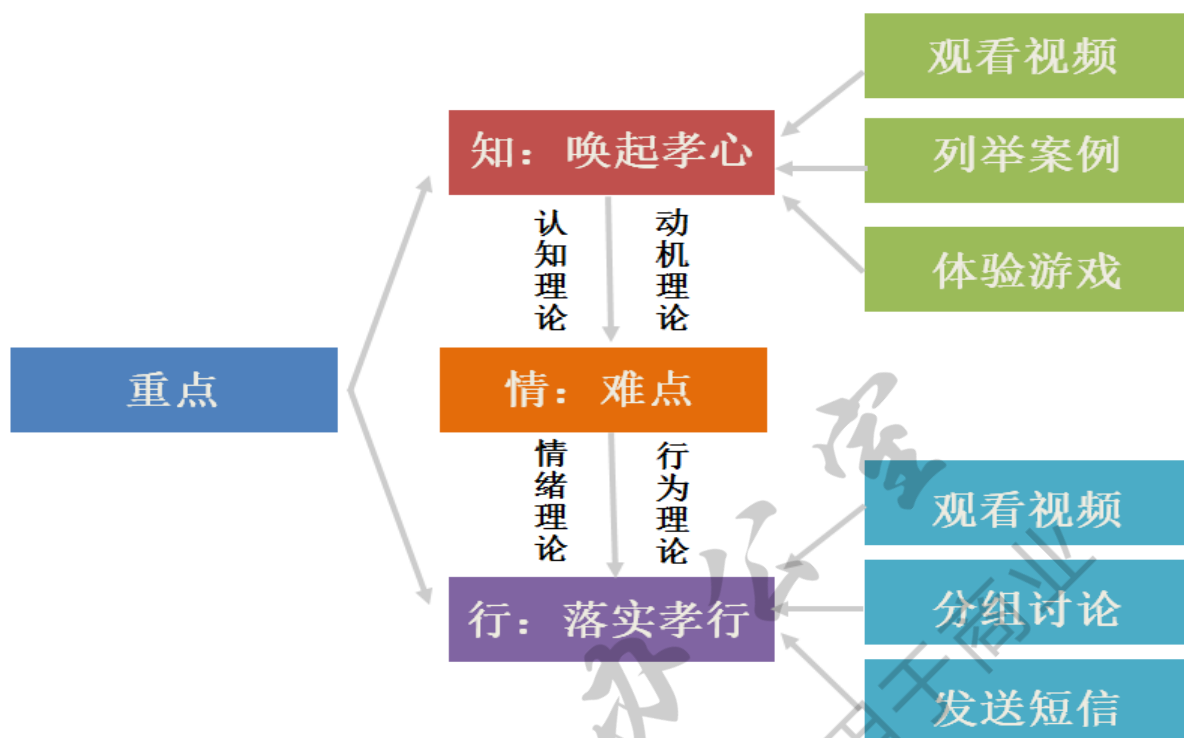 观看视频
知：唤起孝心
列举案例
认知理论
动机理论
体验游戏
重点
情：难点
情绪理论
行为理论
观看视频
分组讨论
行：落实孝行
发送短信